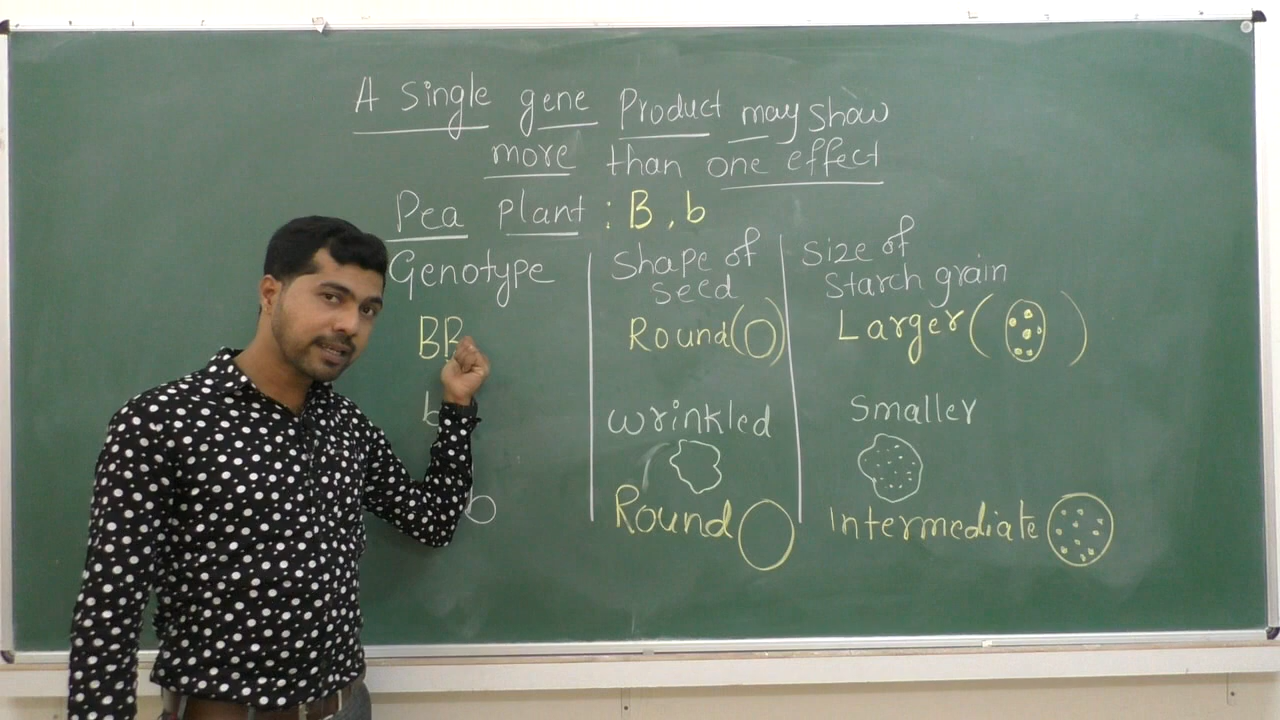 A single gene Product may show
more than one effect
Pea plant : B , b
Genotype
Shape of
seed
Size of
Starch grain
BB
Round
Larger
b
wrinkled
Smaller
b
Round
Intermediate